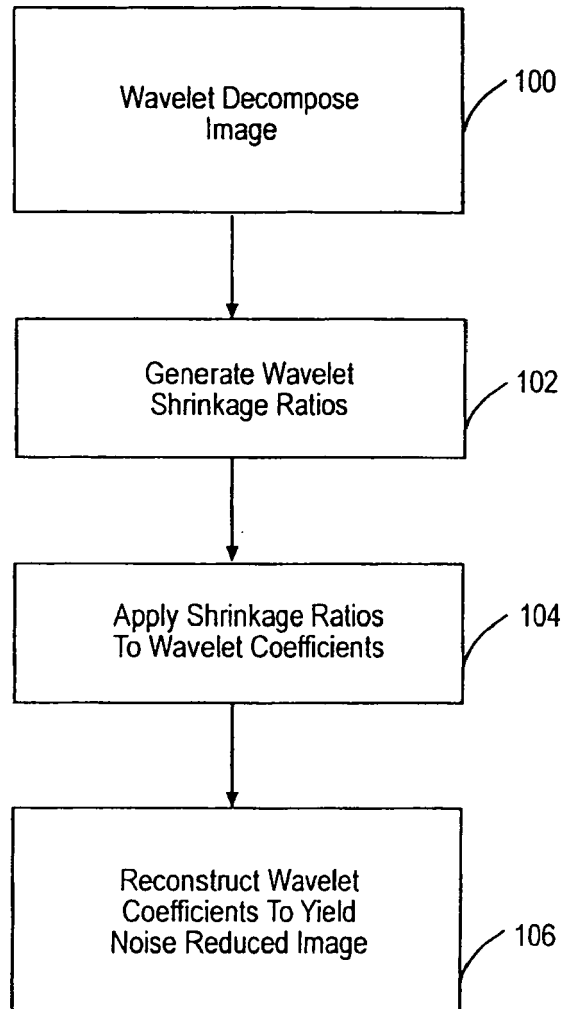 Wavelet Decompose
Image
100
Generate Wavelet
Shrinkage Ratios
102
Apply Shrinkage Ratios
To Wavelet Coefficients
104
Reconstruct Wavelet
Coefficients To Yield
Noise Reduced Image
106